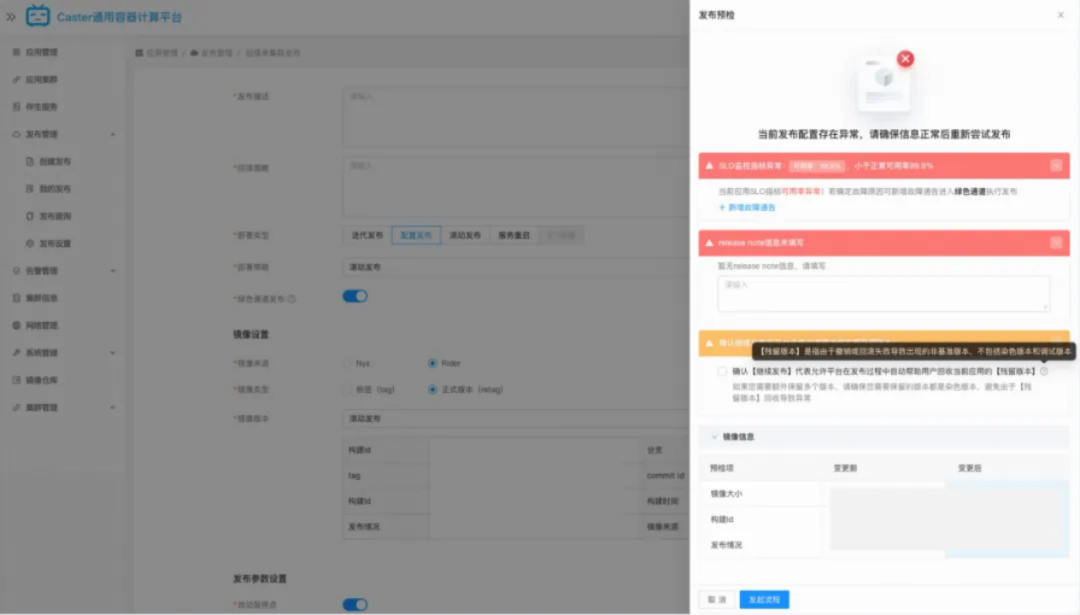 Caster通用容器计算平台
应用管理
应用集群
伴生服务
发布管理
创建发布
我的发布
发布查询
发布设置
告警管理
集群信息
网络管理
系统管理
镜像仓库
集群管理
应用管理 / 发布管理 /
*发布描述
请输入
*回滚策略
请输入
*部署类型
迭代发布 配置发布 滚动发布 服务重启
*部署策略
滚动发布
*绿色通道发布
镜像设置
*镜像来源
Nyx Rider
*镜像类型
标签 (tag) 正式版本 (retag)
*镜像版本
滚动发布
构建id 分支
tag commit id
构建id 构建时间
发布情况 镜像来源
发布参数设置
发布预检
当前发布配置存在异常，请确保信息正常后重新尝试发布
SLO监控指标异常: ，小于正常可用率99.9%
当前应用SLO指标可用率异常！若确定故障原因可新增故障通告进入绿色通道执行发布
+ 新增故障通告
release note信息未填写
暂无release note信息，请填写
请输入
【残留版本】是指由于撤销或回滚失败导致出现的非基准版本，不包括染色版本和调试版本
确认【继续发布】代表允许平台在发布过程中自动帮助用户回收当前应用的【残留版本】
如果您需要额外保留多个版本，请确保您需要保留的版本都是染色版本，避免由于【残
留版本】回收导致异常
镜像信息
预检项 变更前 变更后
镜像大小
构建id
发布情况
取 消 发起流程